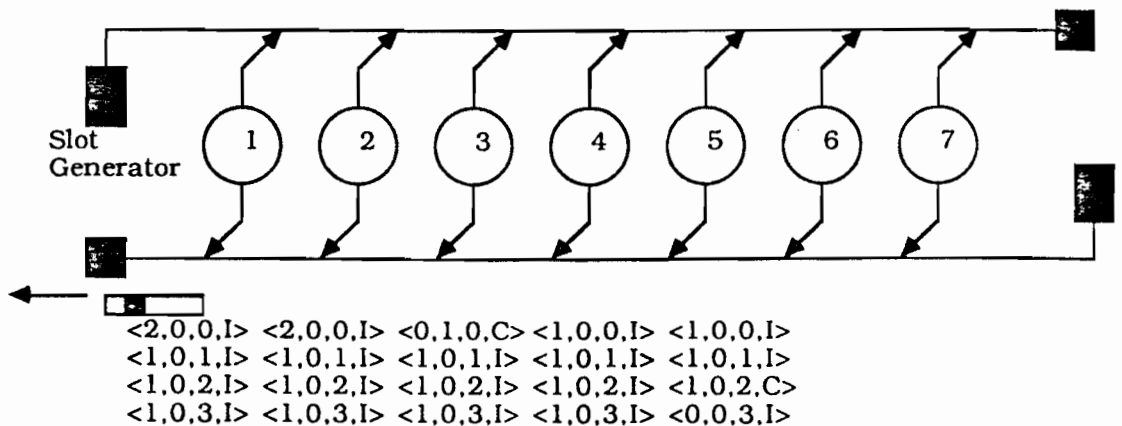 1 2 3 4 5 6 7
Slot
Generator
<2,0,0,I> <2,0,0,I> <0,1,0,C> <1,0,0,I> <1,0,0,I>
<1,0,1,I> <1,0,1,I> <1,0,1,I> <1,0,1,I> <1,0,1,I>
<1,0,2,I> <1,0,2,I> <1,0,2,I> <1,0,2,I> <1,0,2,C>
<1,0,3,I> <1,0,3,I> <1,0,3,I> <1,0,3,I> <0,0,3,I>